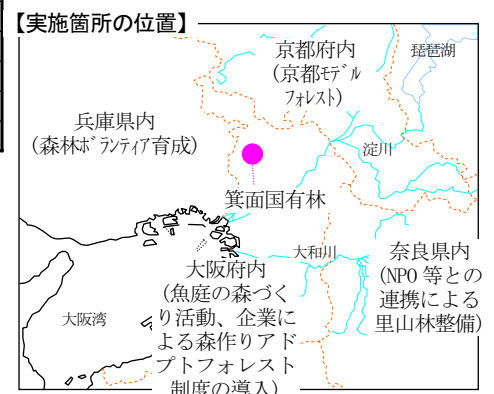 【実施箇所の位置】
京都府内
(京都ﾓﾃﾞﾙ
ﾌｫﾚｽﾄ)
琵琶湖
兵庫県内
(森林ﾎﾞﾗﾝﾃｨｱ育成)
淀川
箕面国有林
大和川
大阪府内
(魚庭の森づく
り活動、企業に
よる森作りアド
プトフォレスト
制度の導入)
奈良県内
(NPO 等との
連携による
里山林整備)
大阪湾